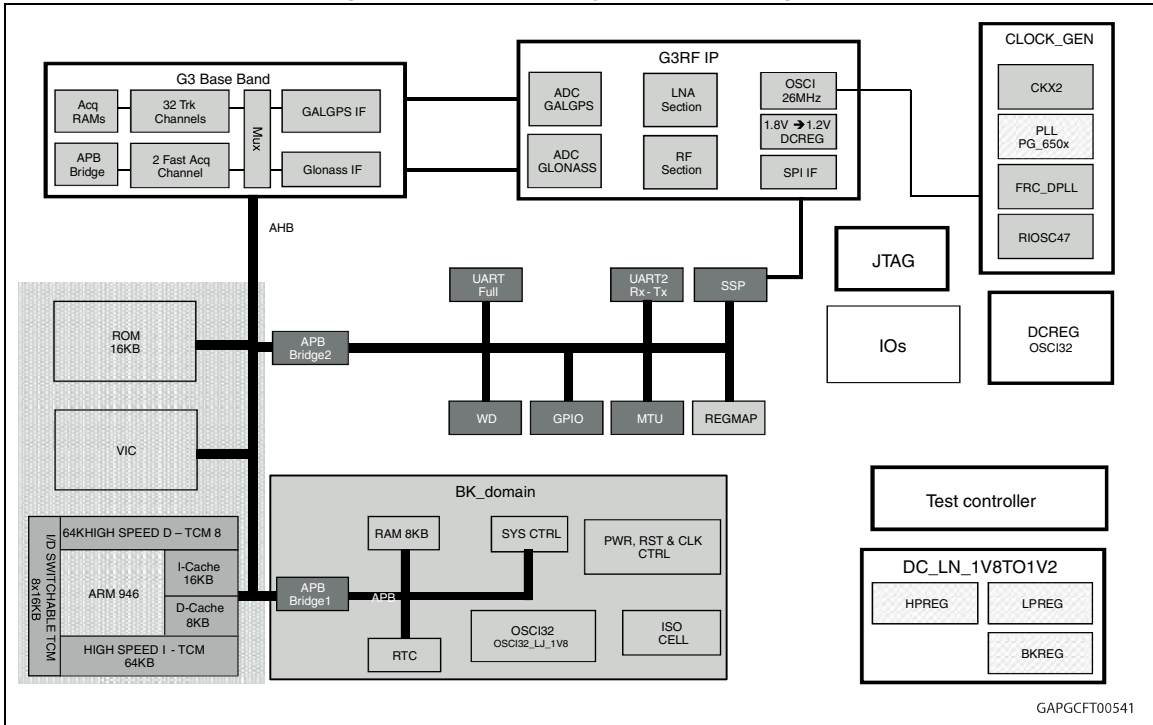 G3 Base Band
Acq
RAMs
32 Trk
Channels
Mux
GALGPS IF
APB
Bridge
2 Fast Acq
Channel
Glonass IF
G3RF IP
ADC
GALGPS
LNA
Section
OSCI
26MHz
1.8V ➔1.2V
DCREG
ADC
GLONASS
RF
Section
SPI IF
CLOCK_GEN
CKX2
PLL
PG_650x
FRC_DPLL
RIOSC47
AHB
JTAG
UART
Full
UART2
Rx - Tx
SSP
ROM
16KB
APB
Bridge2
IOs
DCREG
OSCI32
WD
GPIO
MTU
REGMAP
VIC
BK_domain
RAM 8KB
SYS CTRL
PWR, RST & CLK
CTRL
APB
Bridge1
APB
OSCI32
OSCI32_LJ_1V8
ISO
CELL
RTC
Test controller
64KHIGH SPEED D – TCM 8
I/D SWITCHABLE TCM
8x16KB
I-Cache
16KB
ARM 946
D-Cache
8KB
HIGH SPEED I - TCM
64KB
DC_LN_1V8TO1V2
HPREG
LPREG
BKREG
GAPGCFT00541